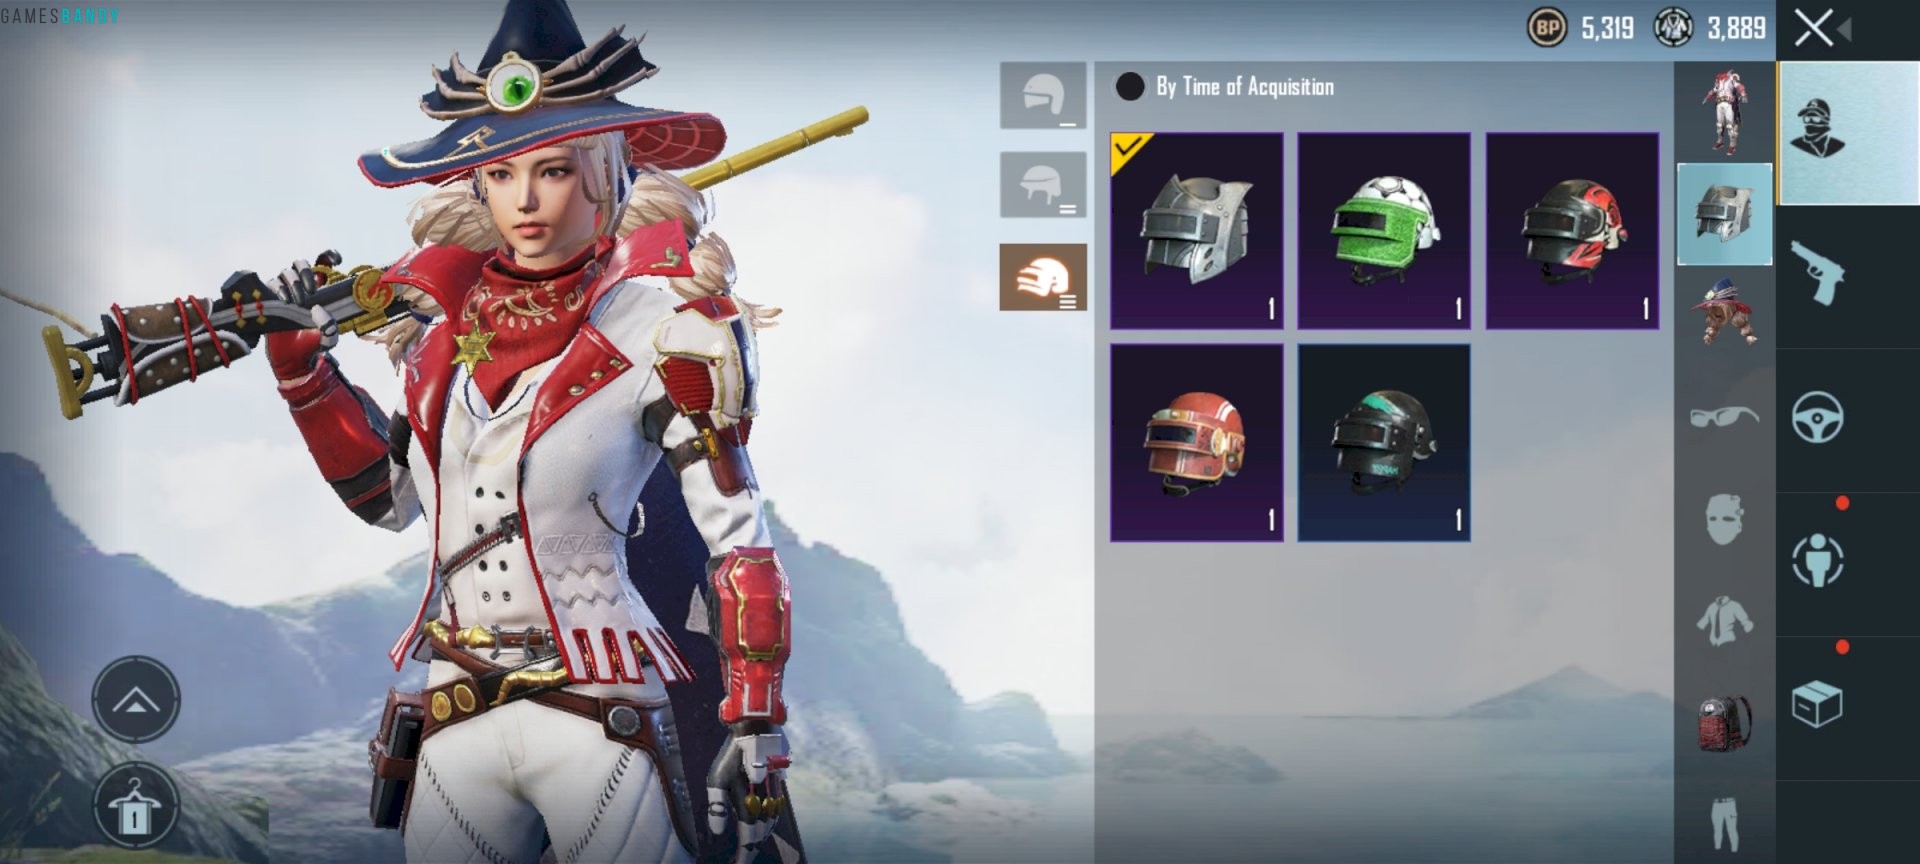 GAMESBANDY
BP 5,319 3,889
By Time of Acquisition
1 1 1
1 1
1